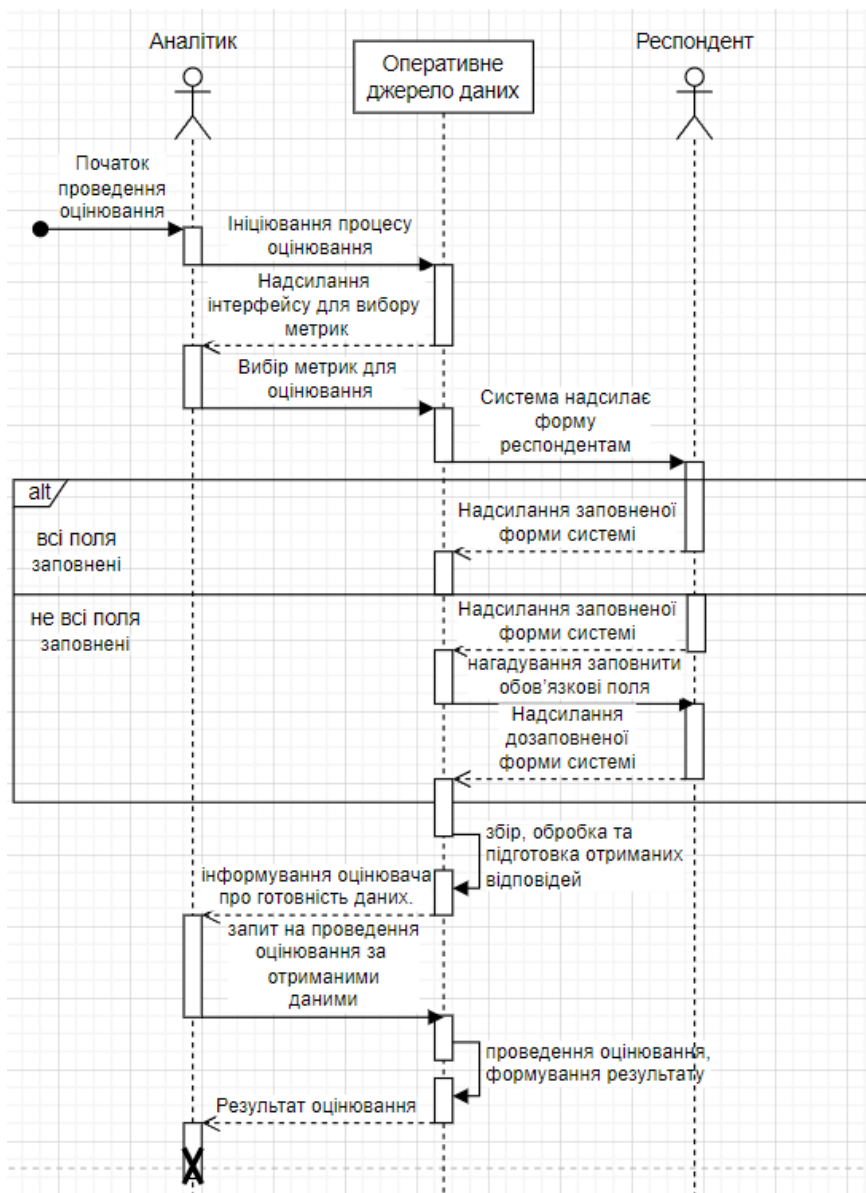 Аналітик
Оперативне
джерело даних
Респондент
Початок
проведення
оцінювання
Ініціювання процесу
оцінювання
Надсилання
інтерфейсу для вибору
метрик
Вибір метрик для
оцінювання
Система надсилає
форму
респондентам
alt
всі поля
заповнені
Надсилання заповненої
форми системі
не всі поля
заповнені
Надсилання заповненої
форми системі
нагадування заповнити
обов'язкові поля
Надсилання
дозаповненої
форми системі
збір, обробка та
підготовка отриманих
відповідей
інформування оцінювача
про готовність даних.
запит на проведення
оцінювання за
отриманими
даними
проведення оцінювання,
формування результату
Результат оцінювання